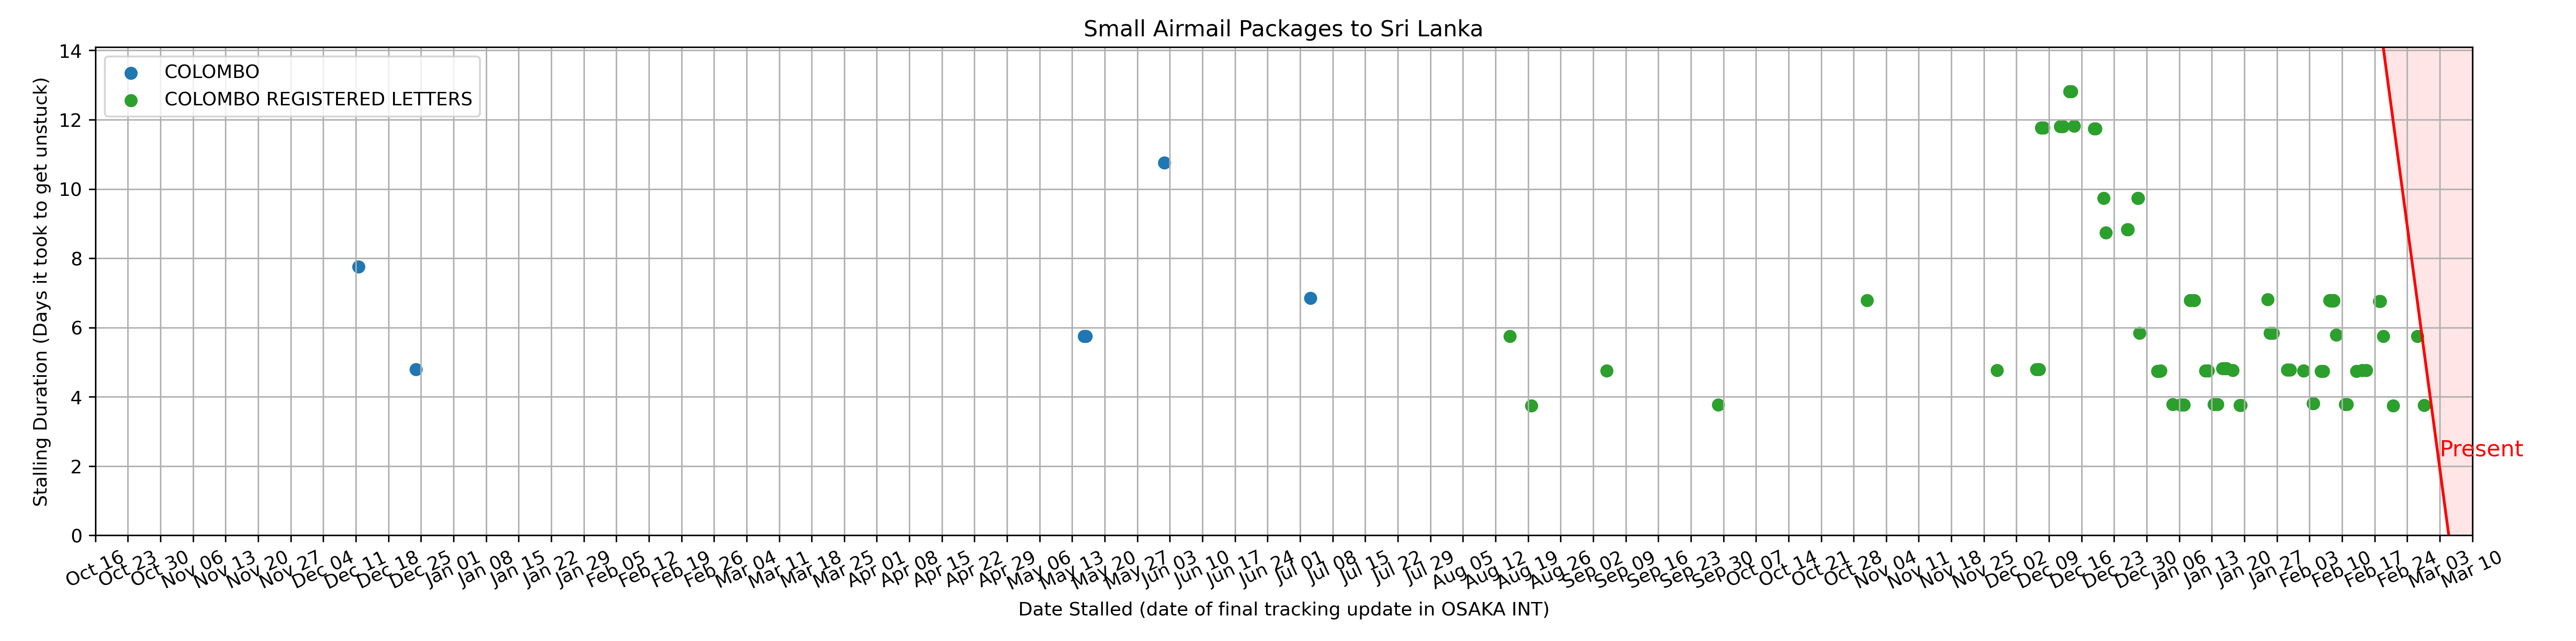 Small Airmail Packages to Sri Lanka
COLOMBO
COLOMBO REGISTERED LETTERS
Stalling Duration (Days it took to get unstuck)
14
12
10
8
6
4
2
0
Present
Oct 16 Oct 23 Oct 30 Nov 06 Nov 13 Nov 20 Nov 27 Dec 04 Dec 11 Dec 18 Dec 25 Jan 01 Jan 08 Jan 15 Jan 22 Jan 29 Feb 05 Feb 12 Feb 19 Feb 26 Mar 04 Mar 11 Mar 18 Mar 25 Apr 01 Apr 08 Apr 15 Apr 22 Apr 29 May 06 May 13 May 20 May 27 Jun 03 Jun 10 Jun 17 Jun 24 Jul 01 Jul 08 Jul 15 Jul 22 Jul 29 Aug 05 Aug 12 Aug 19 Aug 26 Sep 02 Sep 09 Sep 16 Sep 23 Sep 30 Oct 07 Oct 14 Oct 21 Oct 28 Nov 04 Nov 11 Nov 18 Nov 25 Dec 02 Dec 09 Dec 16 Dec 23 Dec 30 Jan 06 Jan 13 Jan 20 Jan 27 Feb 03 Feb 10 Feb 17 Feb 24 Mar 03 Mar 10
Date Stalled (date of final tracking update in OSAKA INT)